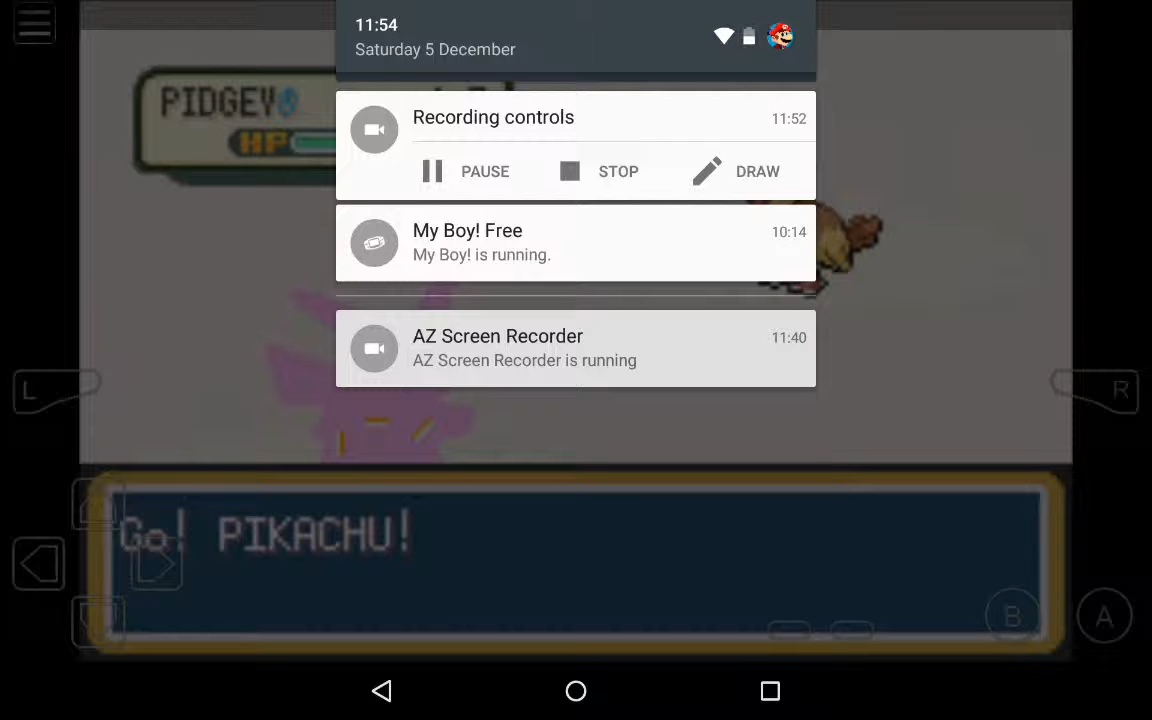 11:54
Saturday 5 December
PIDGEY♂
HP
Recording controls 11:52
PAUSE STOP DRAW
My Boy! Free 10:14
My Boy! is running.
AZ Screen Recorder 11:40
AZ Screen Recorder is running
L
R
Go! PIKACHU!
B
A